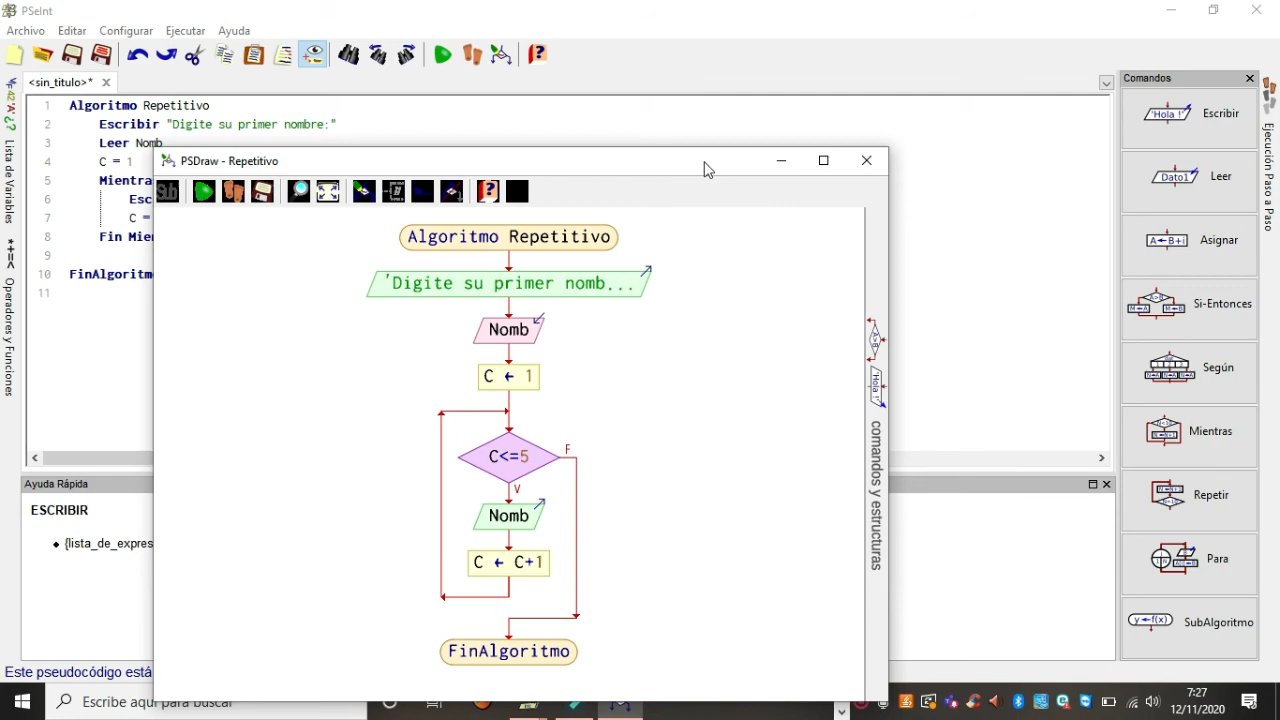 PSeInt
Archivo Editar Configurar Ejecutar Ayuda
<sin_titulo>*
Comandos
1 Algoritmo Repetitivo
2 Escribir "Digite su primer nombre:"
3 Leer Nomb
4 C = 1
5 Mientra
6 Esc
7 C =
8 Fin Mien
9
10 FinAlgoritm
11
PSDraw - Repetitivo
Sub
Algoritmo Repetitivo
'Digite su primer nomb...
Nomb
C ← 1
C<=5
F
V
Nomb
C ← C+1
FinAlgoritmo
comandos y estructuras
Lista de Variables
Operadores y Funciones
Ejecución Paso a Paso
'Hola !' Escribir
Dato1 Leer
A←B+i Asignar
A>B Si-Entonces
Según
Mientras
Repetir
Para
y←f(x) SubAlgoritmo
Ayuda Rápida
ESCRIBIR
{lista_de_expres
Este pseudocódigo está
Escribe aquí para buscar
7:27
12/11/2020